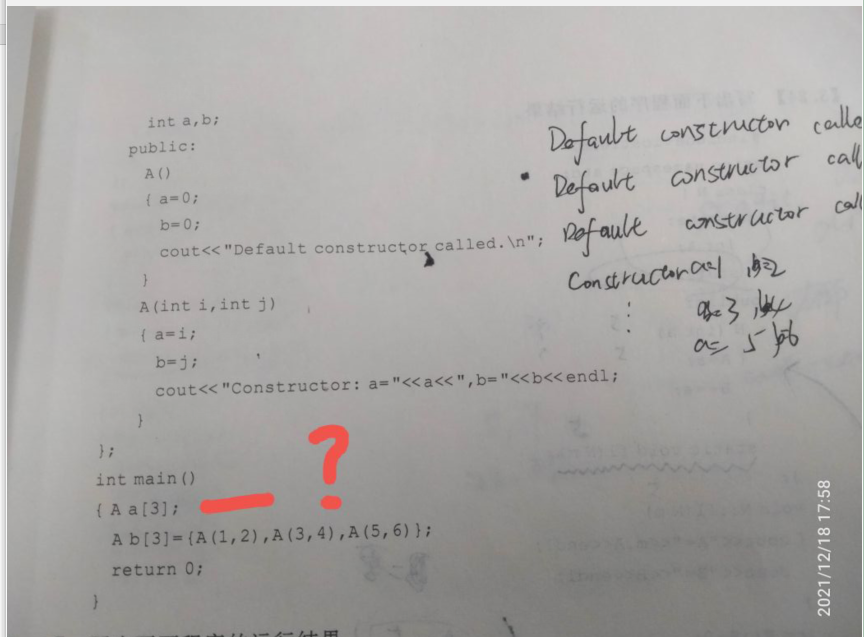 int a,b;
public:
A()
{ a=0;
b=0;
cout<<"Default constructor called.\n";
}
A(int i,int j)
{ a=i;
b=j;
cout<<"Constructor: a="<<a<<",b="<<b<<endl;
}
};
int main()
{ A a[3];
A b[3]={A(1,2),A(3,4),A(5,6)};
return 0;
}
?
Default constructor calle
Default constructor call
Default constructor cal
Constructor a=1 ,b=2
a=3 ,b=4
a= 5 b=6
2021/12/18 17:58